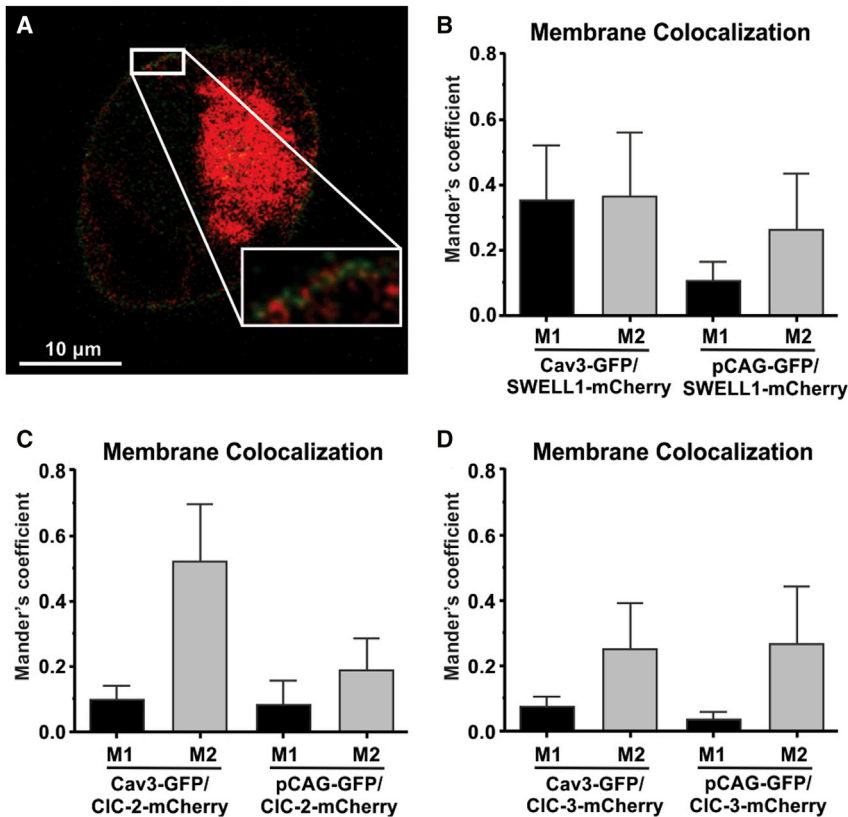 A
10 μm
B
Membrane Colocalization
Mander's coefficient
0.8
0.6
0.4
0.2
0.0
M1
M2
M1
M2
Cav3-GFP/
SWELL1-mCherry
pCAG-GFP/
SWELL1-mCherry
C
Membrane Colocalization
Mander's coefficient
0.8
0.6
0.4
0.2
0.0
M1
M2
M1
M2
Cav3-GFP/
ClC-2-mCherry
pCAG-GFP/
ClC-2-mCherry
D
Membrane Colocalization
Mander's coefficient
0.8
0.6
0.4
0.2
0.0
M1
M2
M1
M2
Cav3-GFP/
ClC-3-mCherry
pCAG-GFP/
ClC-3-mCherry